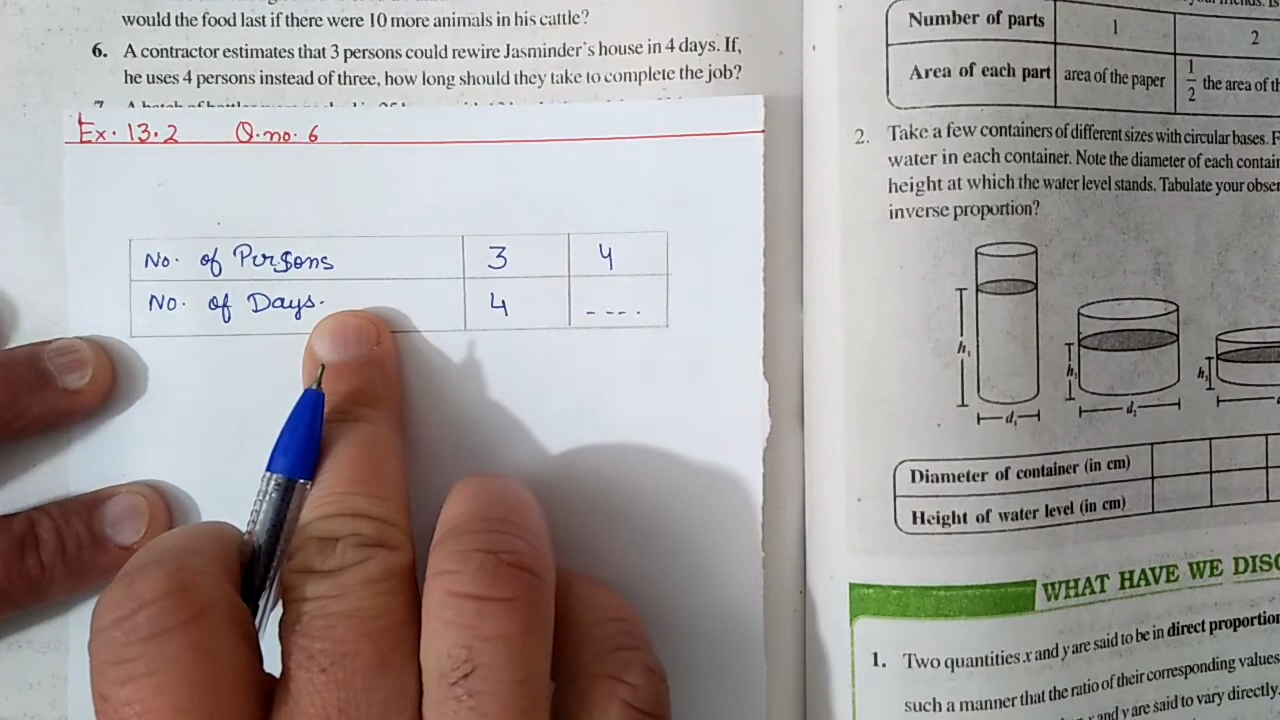 would the food last if there were 10 more animals in his cattle?
6. A contractor estimates that 3 persons could rewire Jasminder's house in 4 days. If,
he uses 4 persons instead of three, how long should they take to complete the job?
Ex. 13.2 Q.no. 6
No. of Persons 3 4
No. of Days. 4 ----.
Number of parts 1 2
Area of each part area of the paper 1/2 the area of th
2. Take a few containers of different sizes with circular bases. F
water in each container. Note the diameter of each contain
height at which the water level stands. Tabulate your obser
inverse proportion?
h₁ h₂ h₃
d₁ d₂
Diameter of container (in cm)
Height of water level (in cm)
WHAT HAVE WE DISC
1. Two quantities x and y are said to be in direct proportion
such a manner that the ratio of their corresponding values
and y are said to vary directly.